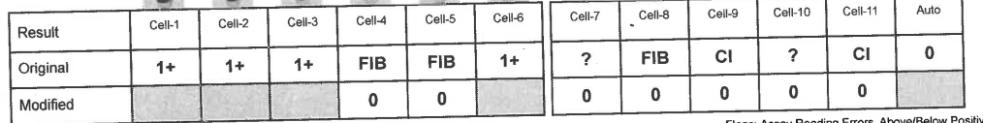 Result Cell-1 Cell-2 Cell-3 Cell-4 Cell-5 Cell-6 Cell-7 Cell-8 Cell-9 Cell-10 Cell-11 Auto
Original 1+ 1+ 1+ FIB FIB 1+ ? FIB CI ? CI 0
Modified 0 0 0 0 0 0 0
Assay Reading Errors, Above/Below Positiv